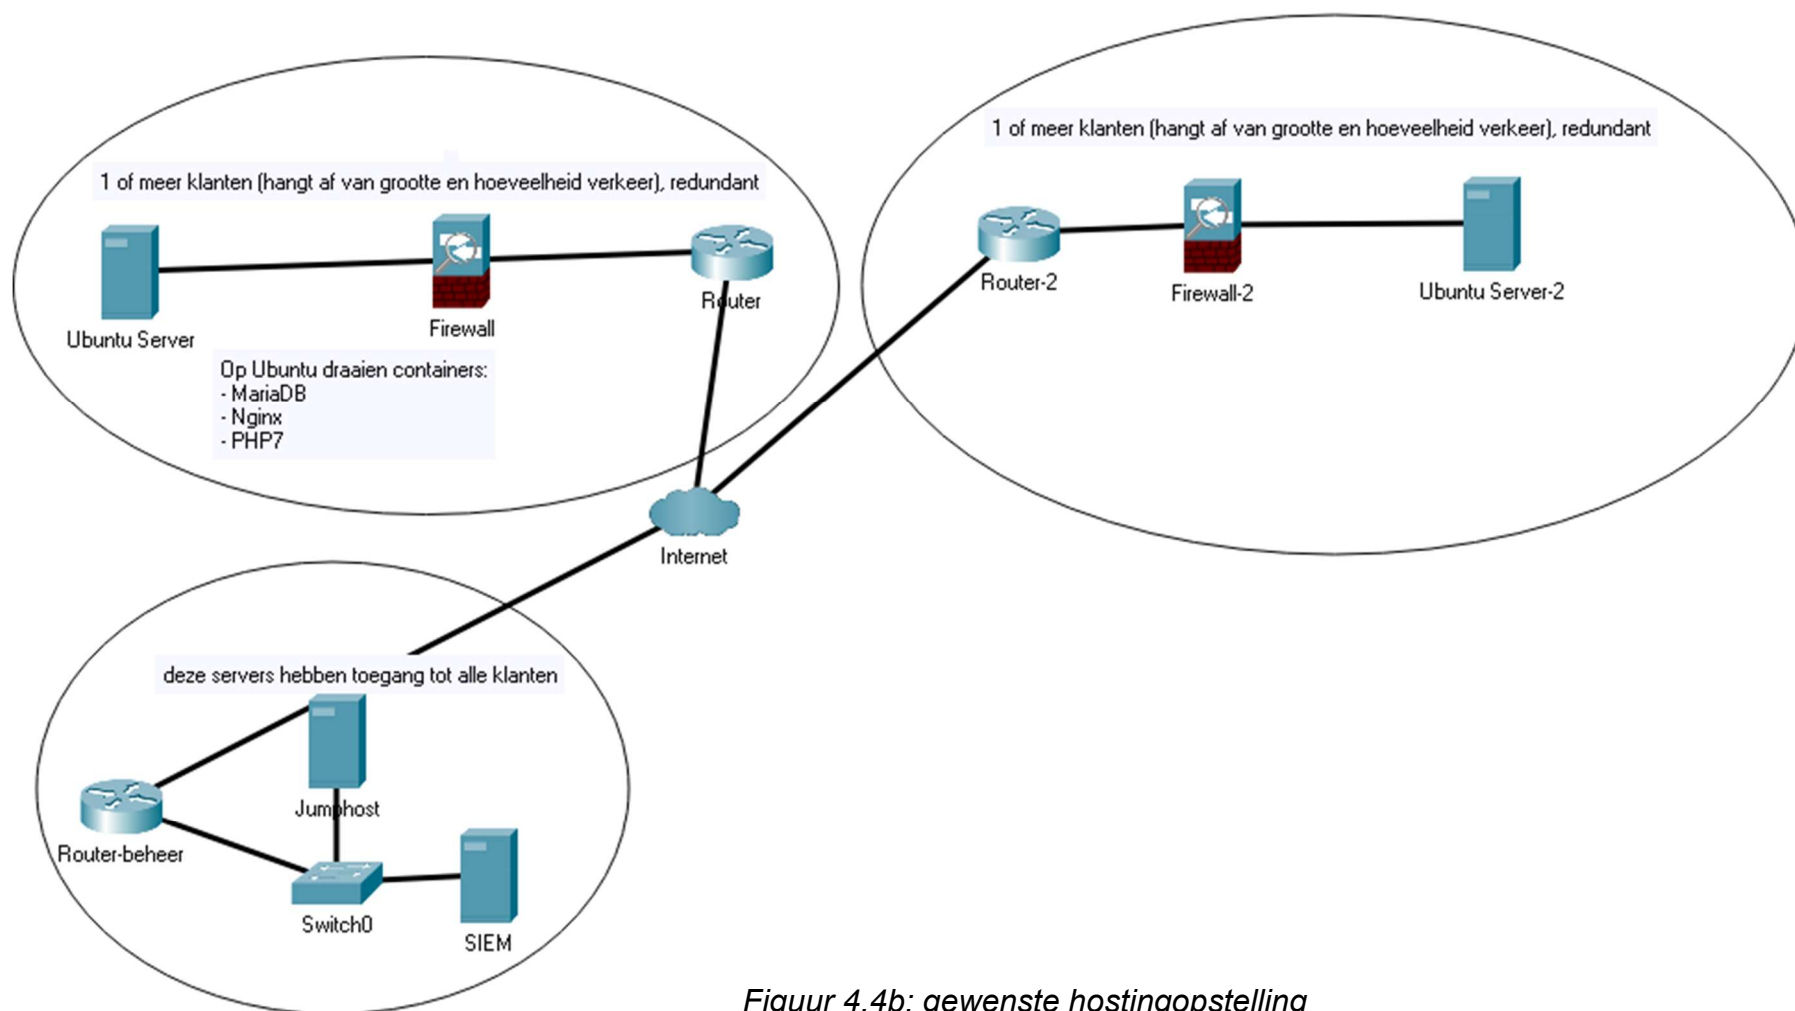 1 of meer klanten (hangt af van grootte en hoeveelheid verkeer), redundant
Ubuntu Server
Firewall
Router
Op Ubuntu draaien containers:
- MariaDB
- Nginx
- PHP7
1 of meer klanten (hangt af van grootte en hoeveelheid verkeer), redundant
Router-2
Firewall-2
Ubuntu Server-2
Internet
deze servers hebben toegang tot alle klanten
Jumphost
Router-beheer
Switch0
SIEM
Figuur 4.4b: gewenste hostingopstelling